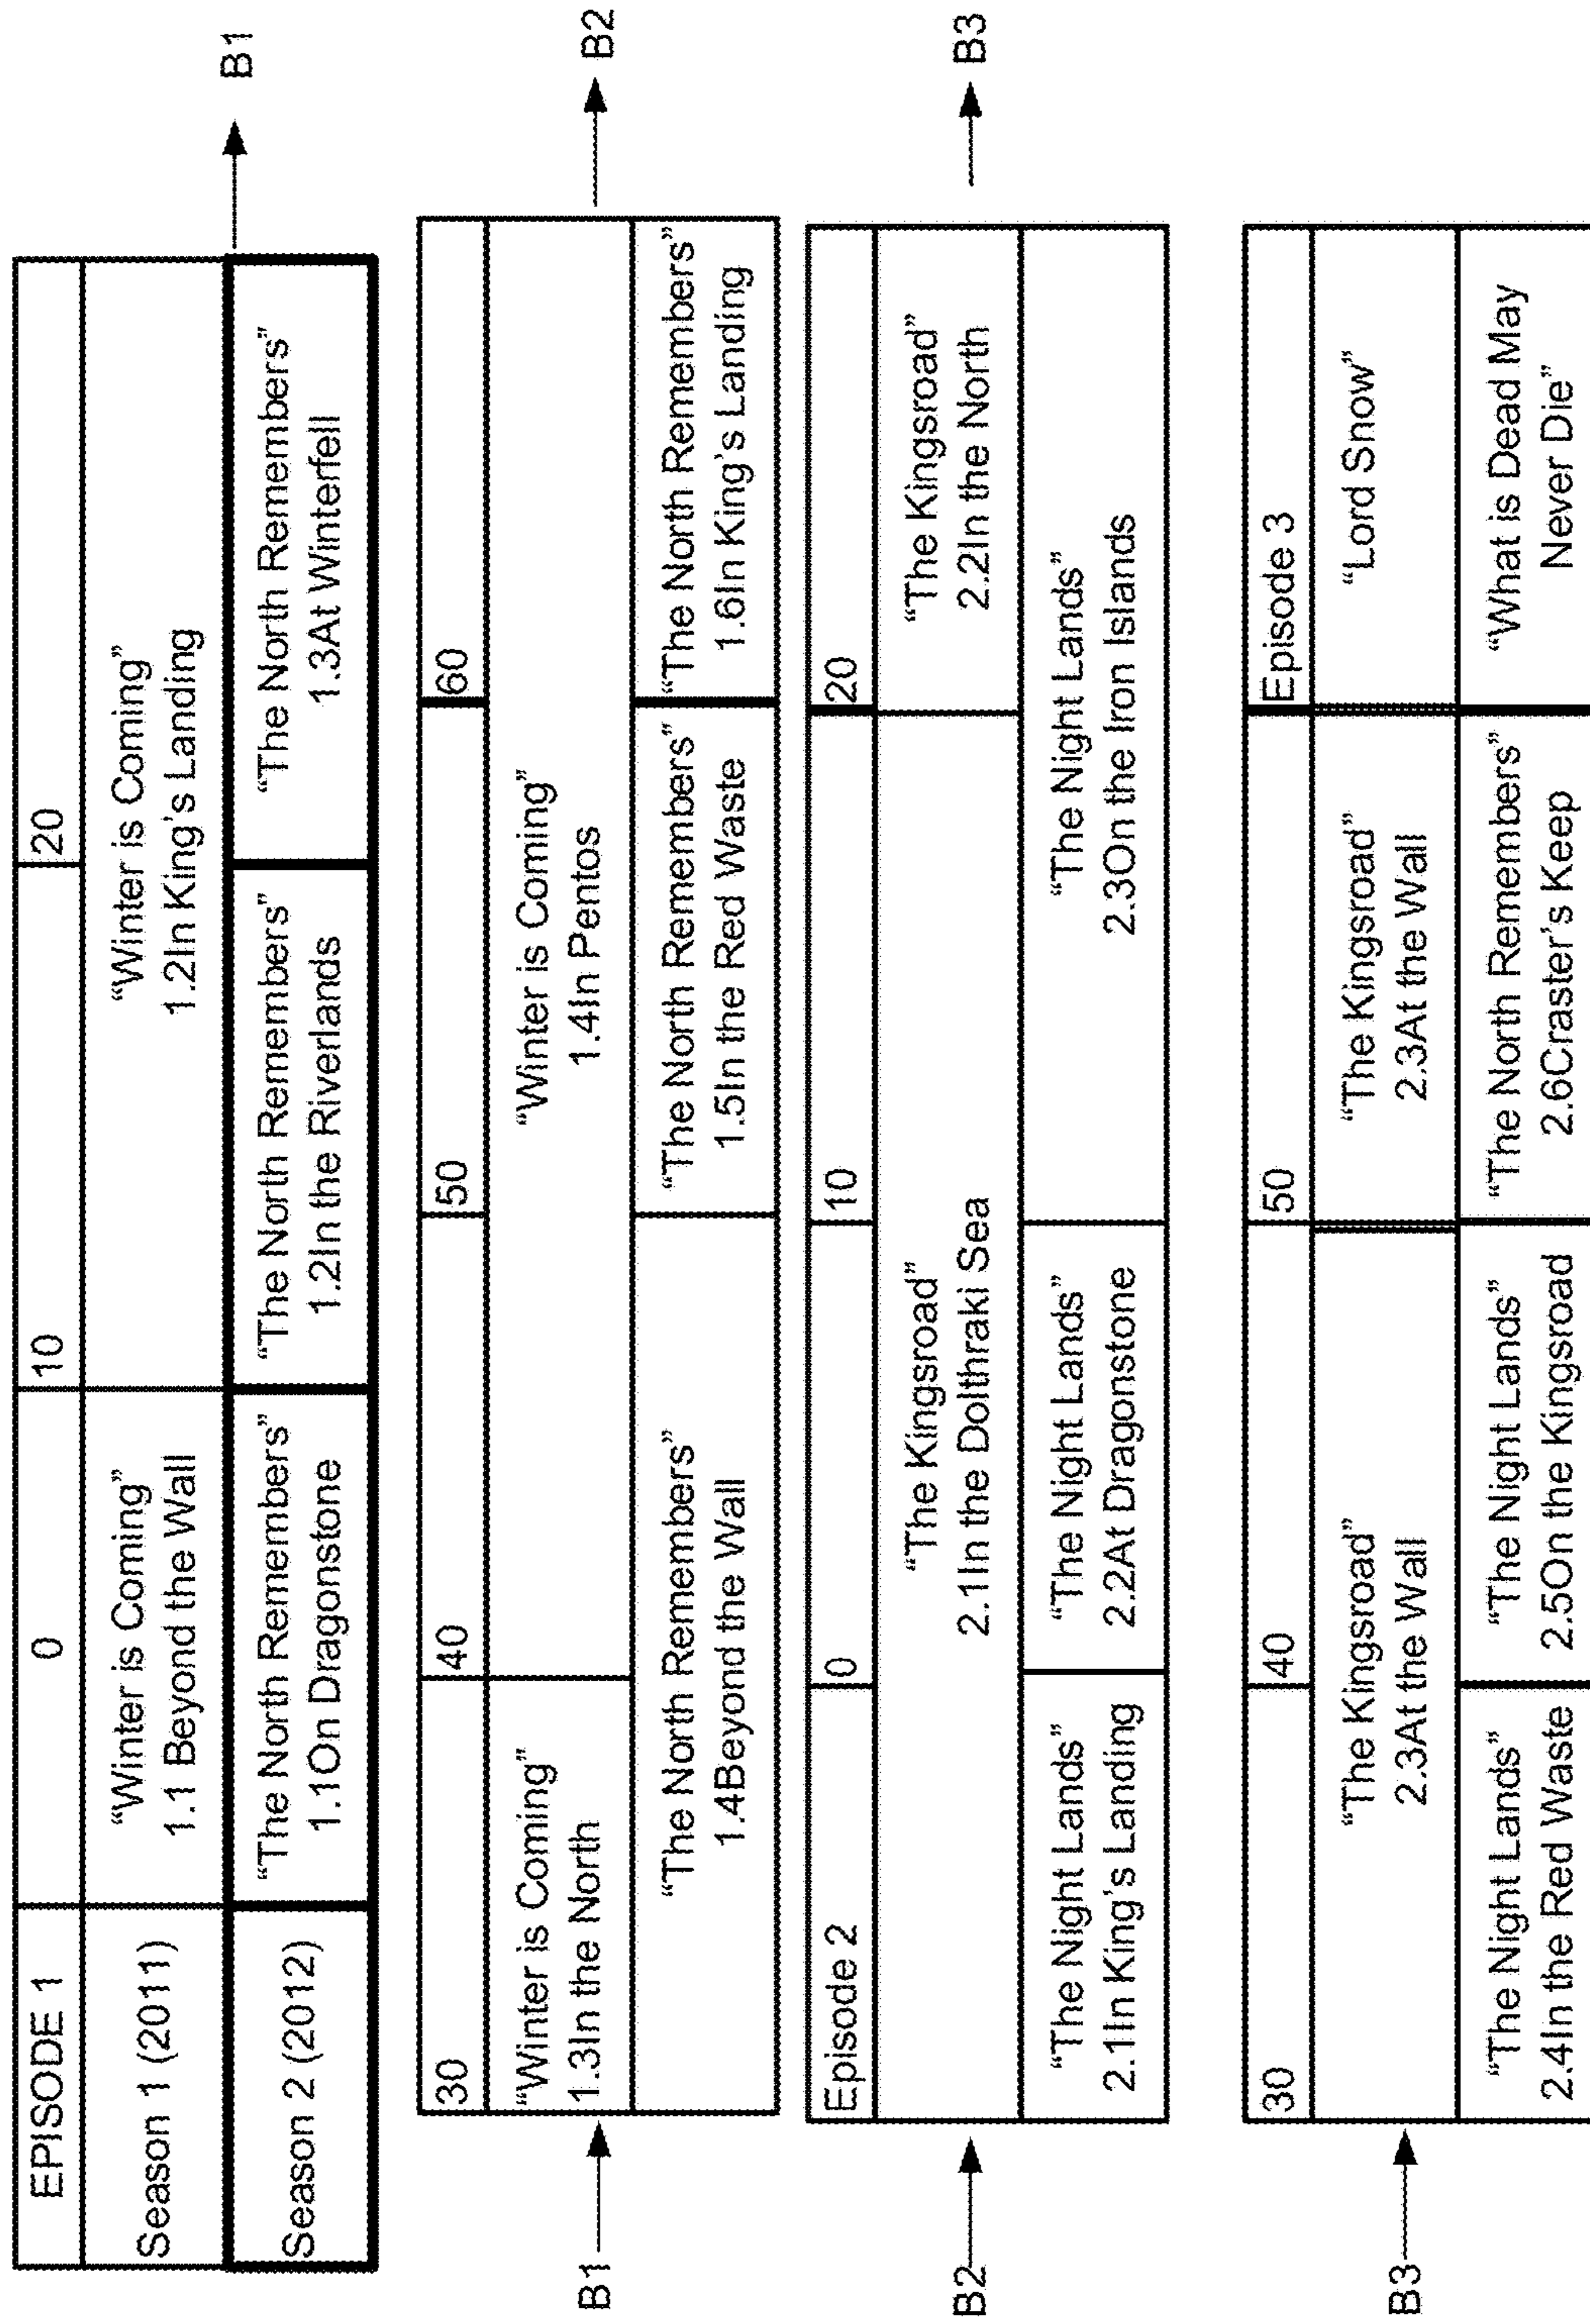 EPISODE 1
0
10
20
Season 1 (2011)
“Winter is Coming”
1.1 Beyond the Wall
“Winter is Coming”
1.2In King’s Landing
Season 2 (2012)
“The North Remembers”
1.1On Dragonstone
“The North Remembers”
1.2In the Riverlands
“The North Remembers”
1.3At Winterfell
B1
B1
30
40
50
60
“Winter is Coming”
1.3In the North
“Winter is Coming”
1.4In Pentos
“The North Remembers”
1.4Beyond the Wall
“The North Remembers”
1.5In the Red Waste
“The North Remembers”
1.6In King’s Landing
B2
B2
Episode 2
0
10
20
“The Kingsroad”
2.1In the Dolthraki Sea
“The Kingsroad”
2.2In the North
“The Night Lands”
2.1In King’s Landing
“The Night Lands”
2.2At Dragonstone
“The Night Lands”
2.3On the Iron Islands
B3
B3
30
40
50
Episode 3
“The Kingsroad”
2.3At the Wall
“The Kingsroad”
2.3At the Wall
“Lord Snow”
“The Night Lands”
2.4In the Red Waste
“The Night Lands”
2.5On the Kingsroad
“The North Remembers”
2.6Craster’s Keep
“What is Dead May
Never Die”